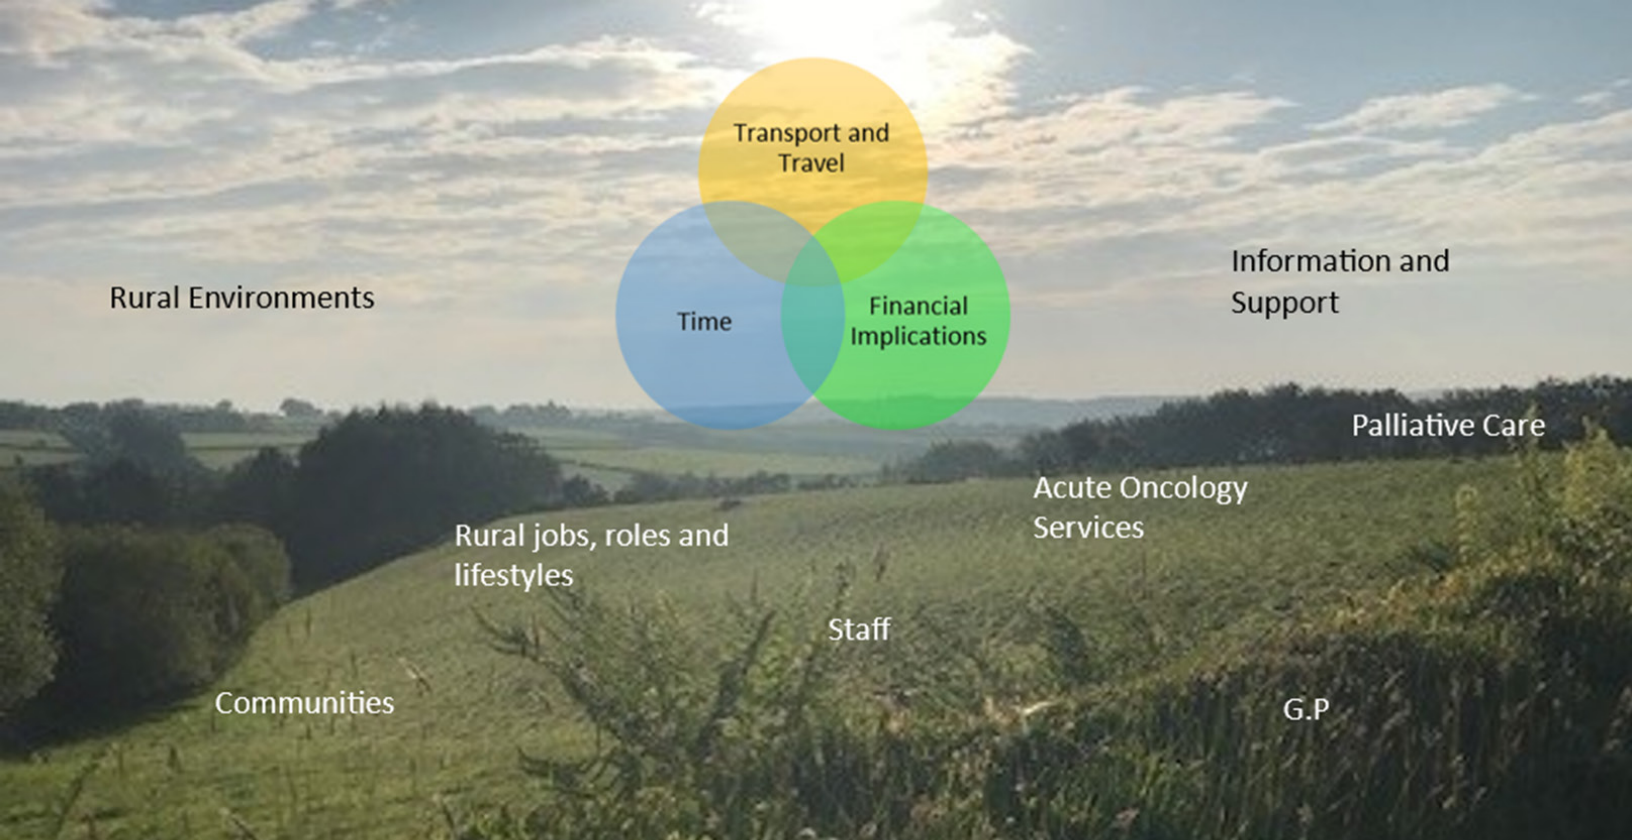 Transport and
Travel
Time
Financial
Implications
Rural Environments
Information and
Support
Palliative Care
Acute Oncology
Services
Rural jobs, roles and
lifestyles
Staff
Communities
G.P